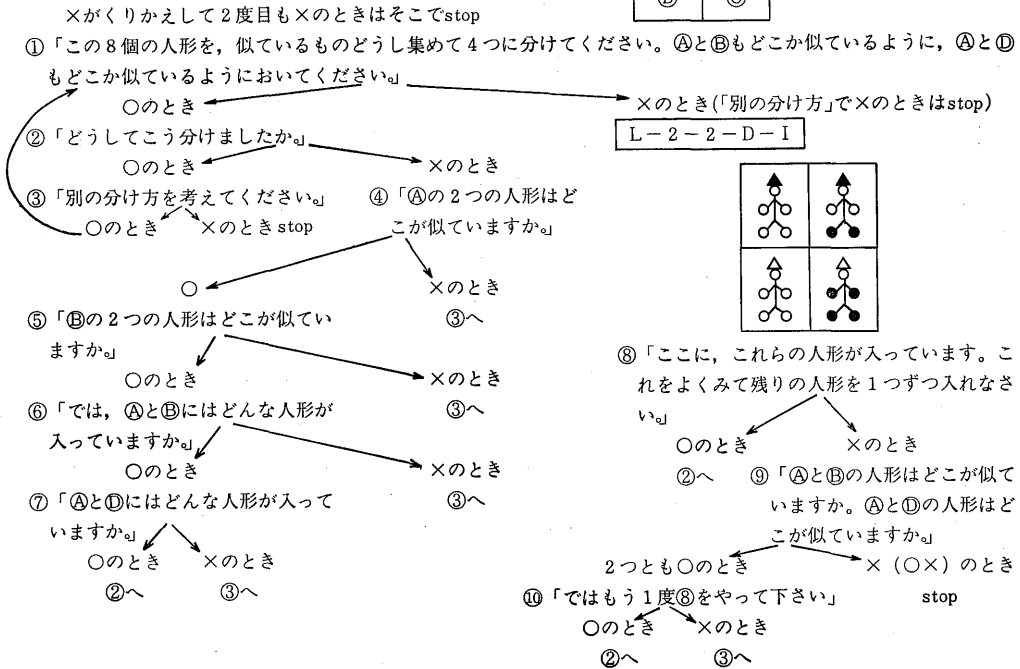 ×がくりかえして2度目も×のときはそこでstop
①「この8個の人形を，似ているものどうし集めて4つに分けてください。ⒶとⒷもどこか似ているように，ⒶとⒹ
もどこか似ているようにおいてください。」
○のとき
×のとき(「別の分け方」で×のときはstop)
②「どうしてこう分けましたか。」
L－2－2－D－I
○のとき
×のとき
③「別の分け方を考えてください」
④「Ⓐの2つの人形はど
こが似ていますか。」
○のとき
×のときstop
○
×のとき
⑤「Ⓑの2つの人形はどこが似てい
ますか。」
③へ
○のとき
×のとき
⑥「では，ⒶとⒷにはどんな人形が
入っていますか。」
③へ
○のとき
×のとき
⑦「ⒶとⒹにはどんな人形が入って
いますか。」
③へ
○のとき
×のとき
②へ
③へ
⑧「ここに，これらの人形が入っています。こ
れをよくみて残りの人形を1つずつ入れなさ
い。」
○のとき
×のとき
②へ
⑨「ⒶとⒷの人形はどこが似て
いますか。ⒶとⒹの人形はど
こが似ていますか。」
2つとも○のとき
×（○×）のとき
⑩「ではもう1度⑧をやって下さい」
stop
○のとき
×のとき
②へ
③へ